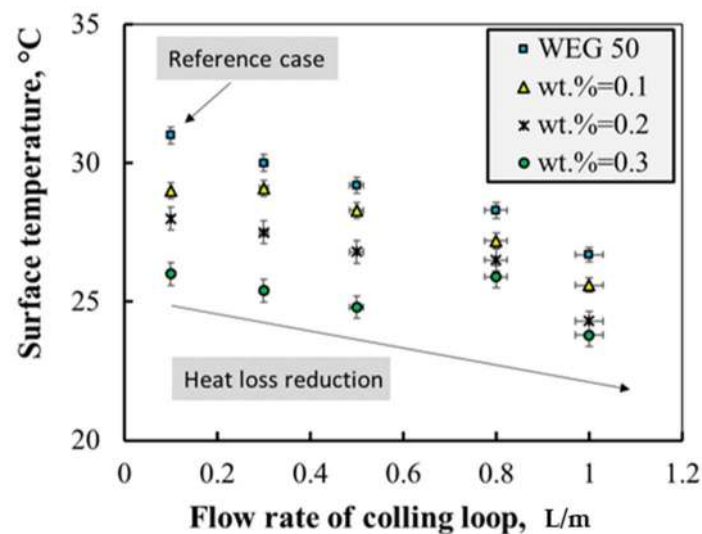 35
30
25
20
Surface temperature, °C
Reference case
WEG 50
wt.%=0.1
wt.%=0.2
wt.%=0.3
Heat loss reduction
0 0.2 0.4 0.6 0.8 1 1.2
Flow rate of colling loop, L/m